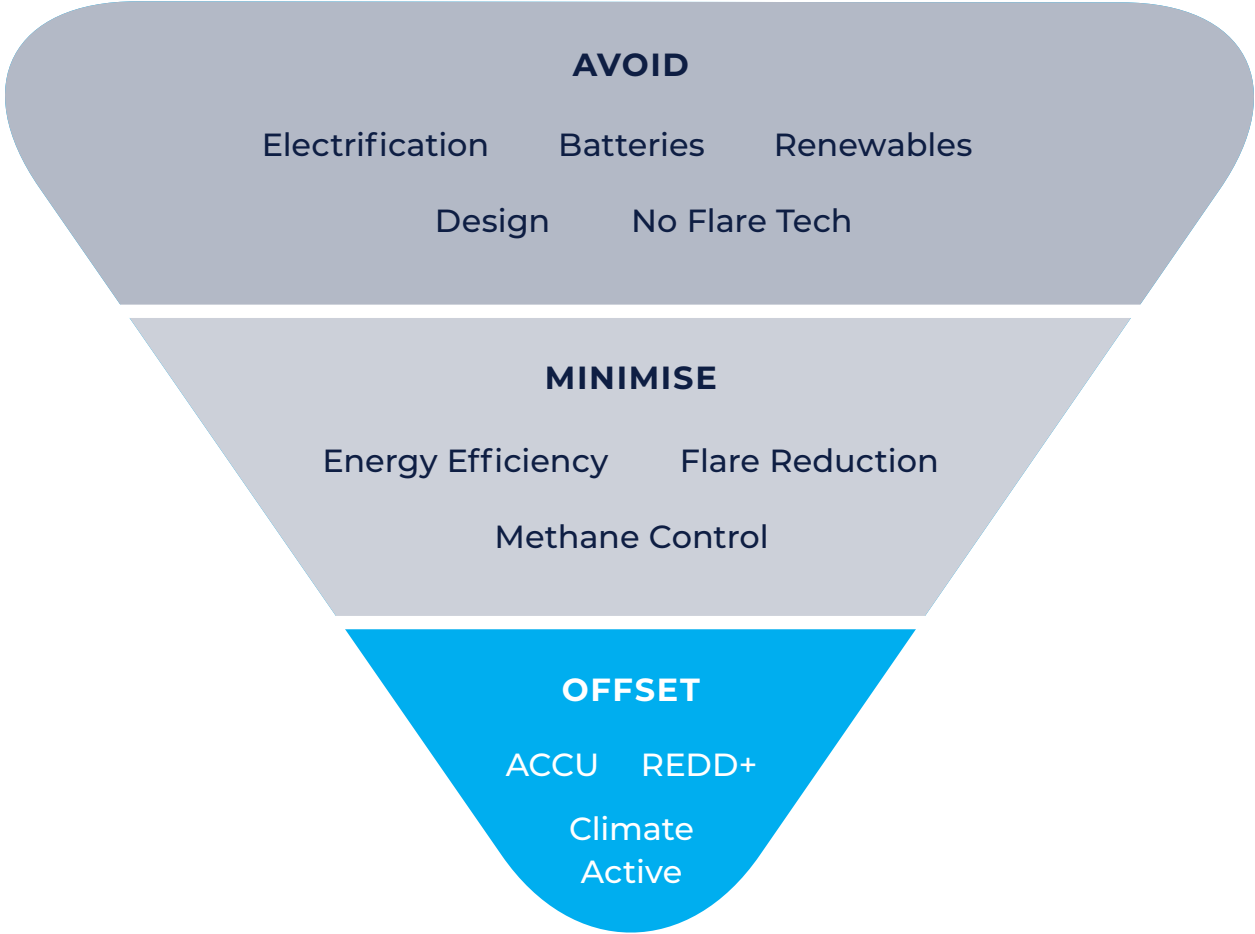 AVOID
Electrification Batteries Renewables
Design No Flare Tech
MINIMISE
Energy Efficiency Flare Reduction
Methane Control
OFFSET
ACCU REDD+
Climate
Active